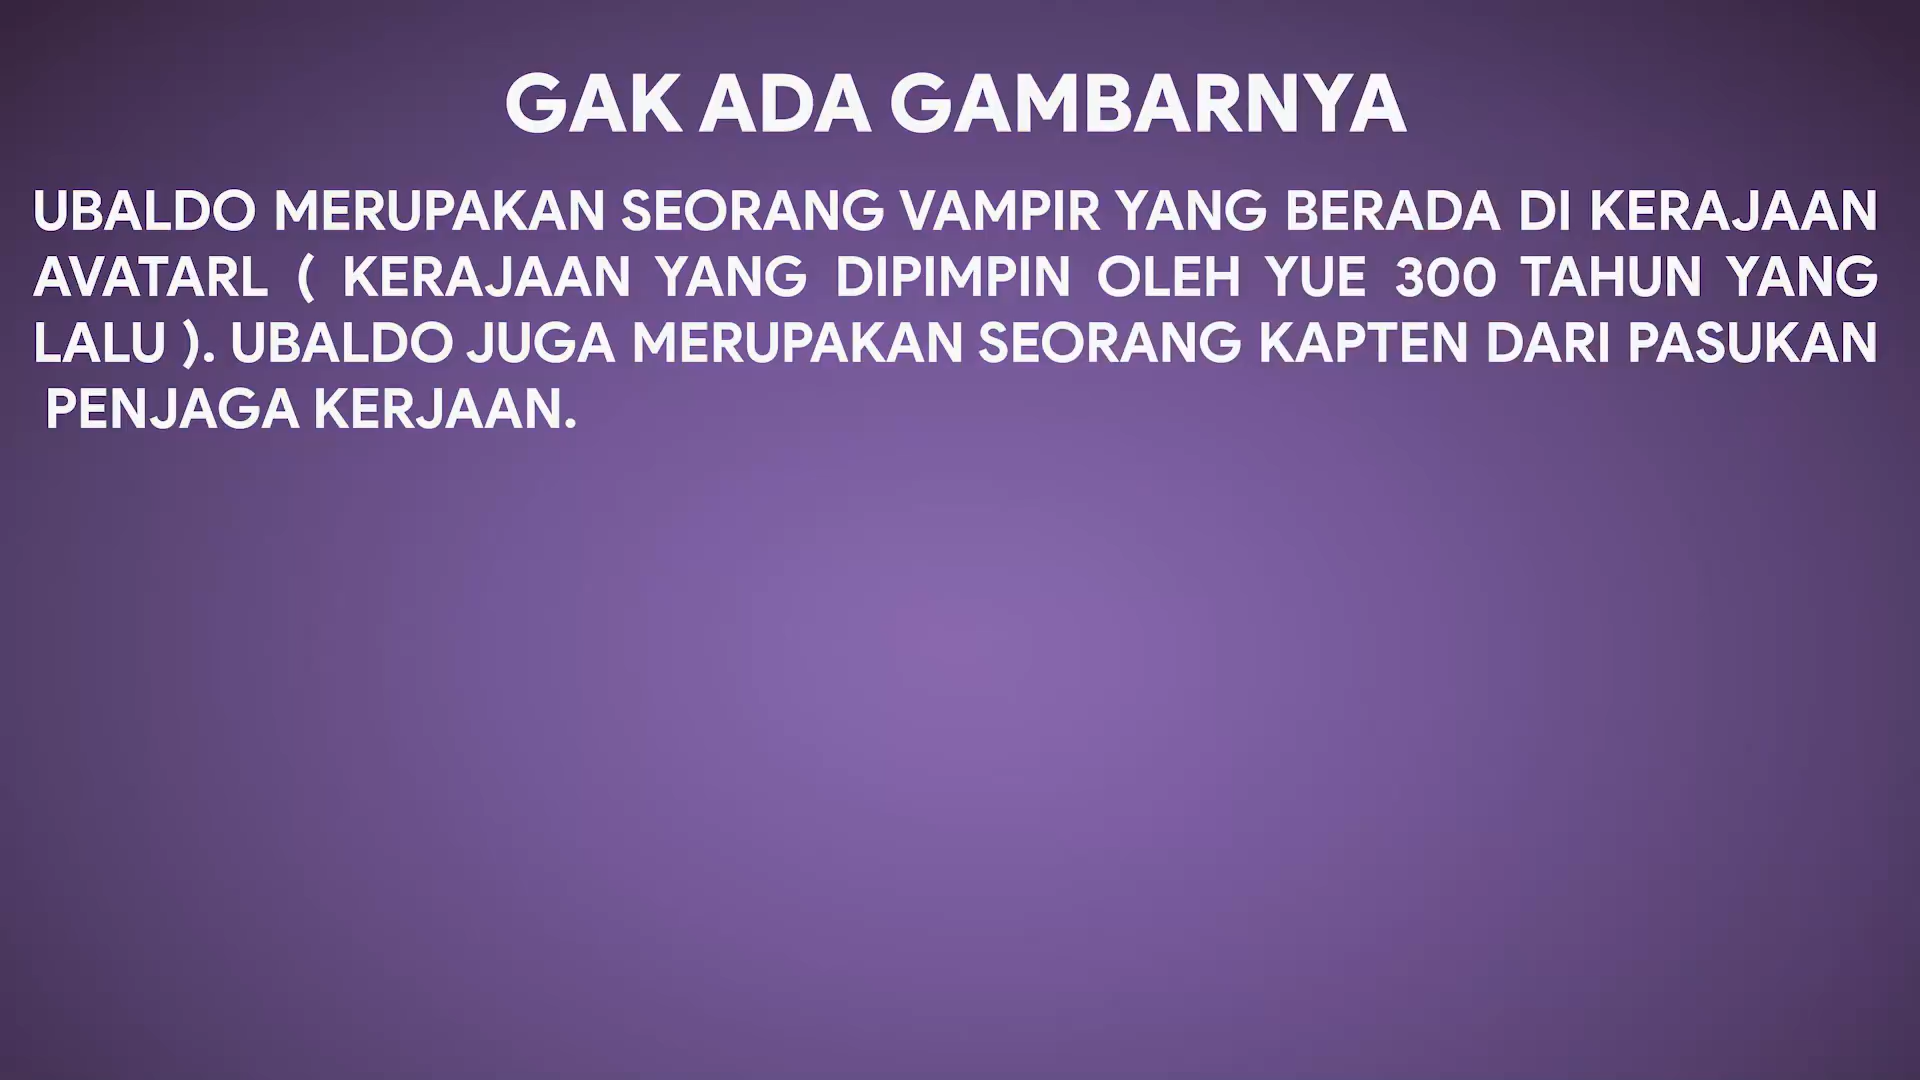 GAK ADA GAMBARNYA
UBALDO MERUPAKAN SEORANG VAMPIR YANG BERADA DI KERAJAAN
AVATARL ( KERAJAAN YANG DIPIMPIN OLEH YUE 300 TAHUN YANG
LALU ). UBALDO JUGA MERUPAKAN SEORANG KAPTEN DARI PASUKAN
PENJAGA KERJAAN.